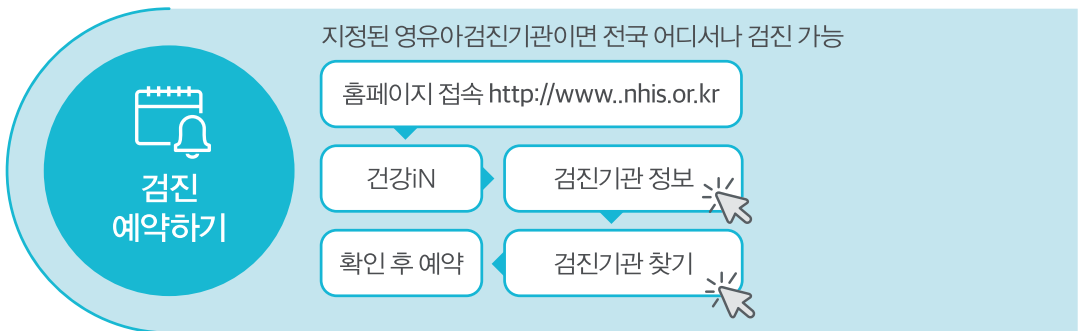 지정된 영유아검진기관이면 전국 어디서나 검진 가능
홈페이지 접속 http://www..nhis.or.kr
검진
예약하기
건강iN
검진기관 정보
검진기관 찾기
확인 후 예약